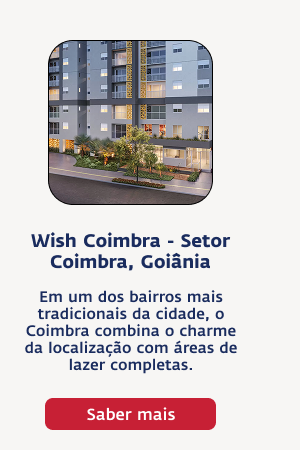 Wish Coimbra - Setor
Coimbra, Goiânia
Em um dos bairros mais
tradicionais da cidade, o
Coimbra combina o charme
da localização com áreas de
lazer completas.
Saber mais